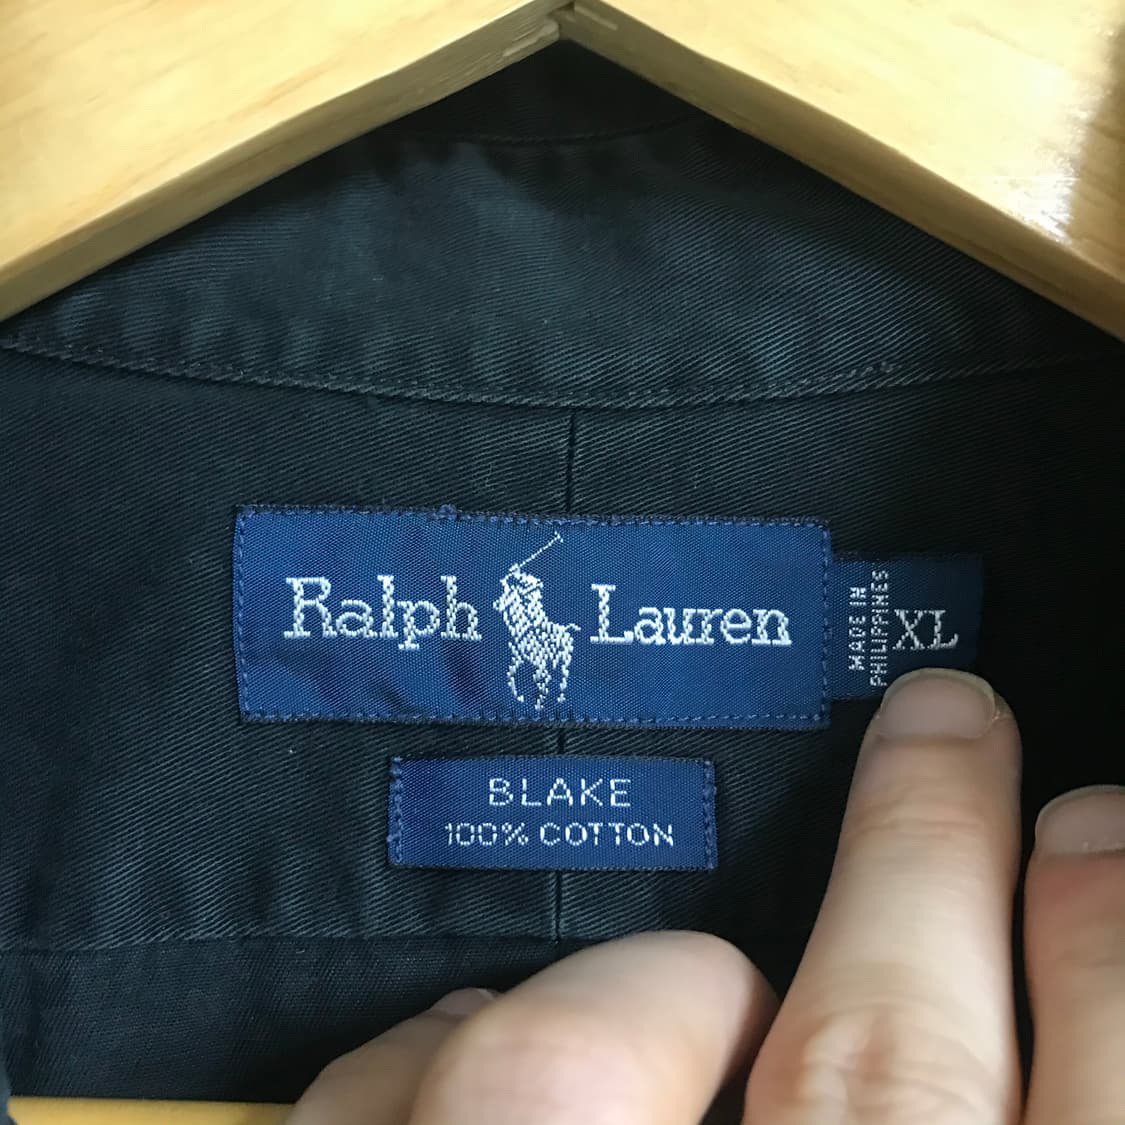 Ralph Lauren
MADE IN
PHILIPPINES
XL
BLAKE
100% COTTON